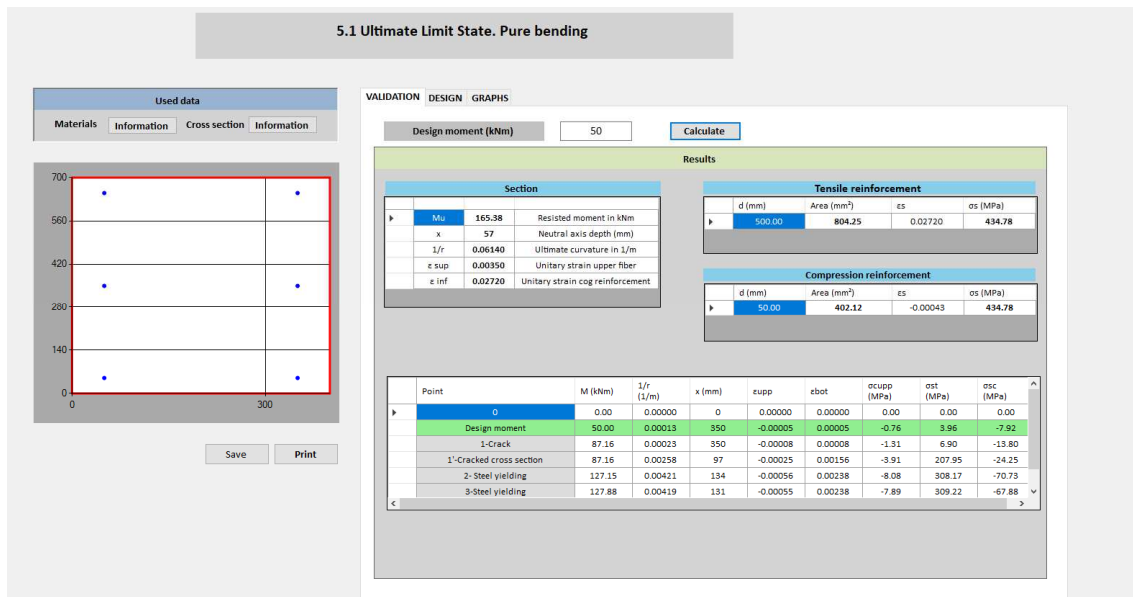 5.1 Ultimate Limit State. Pure bending
Used data
Materials Information Cross section Information
700
560
420
280
140
0
0 300
Save Print
VALIDATION DESIGN GRAPHS
Design moment (kNm) 50 Calculate
Results
Section
Mu 165.38 Resisted moment in kNm
x 57 Neutral axis depth (mm)
1/r 0.06140 Ultimate curvature in 1/m
ε sup 0.00350 Unitary strain upper fiber
ε inf 0.02720 Unitary strain cog reinforcement
Tensile reinforcement
d (mm) Area (mm²) εs σs (MPa)
500.00 804.25 0.02720 434.78
Compression reinforcement
d (mm) Area (mm²) εs σs (MPa)
50.00 402.12 -0.00043 434.78
Point M (kNm) 1/r (1/m) x (mm) εupp εbot σcupp (MPa) σst (MPa) σsc (MPa)
0 0.00 0.00000 0 0.00000 0.00000 0.00 0.00 0.00
Design moment 50.00 0.00013 350 -0.00005 0.00005 -0.76 3.96 -7.92
1-Crack 87.16 0.00023 350 -0.00008 0.00008 -1.31 6.90 -13.80
1'-Cracked cross section 87.16 0.00258 97 -0.00025 0.00156 -3.91 207.95 -24.25
2- Steel yielding 127.15 0.00421 134 -0.00056 0.00238 -8.08 308.17 -70.73
3-Steel yielding 127.88 0.00419 131 -0.00055 0.00238 -7.89 309.22 -67.88